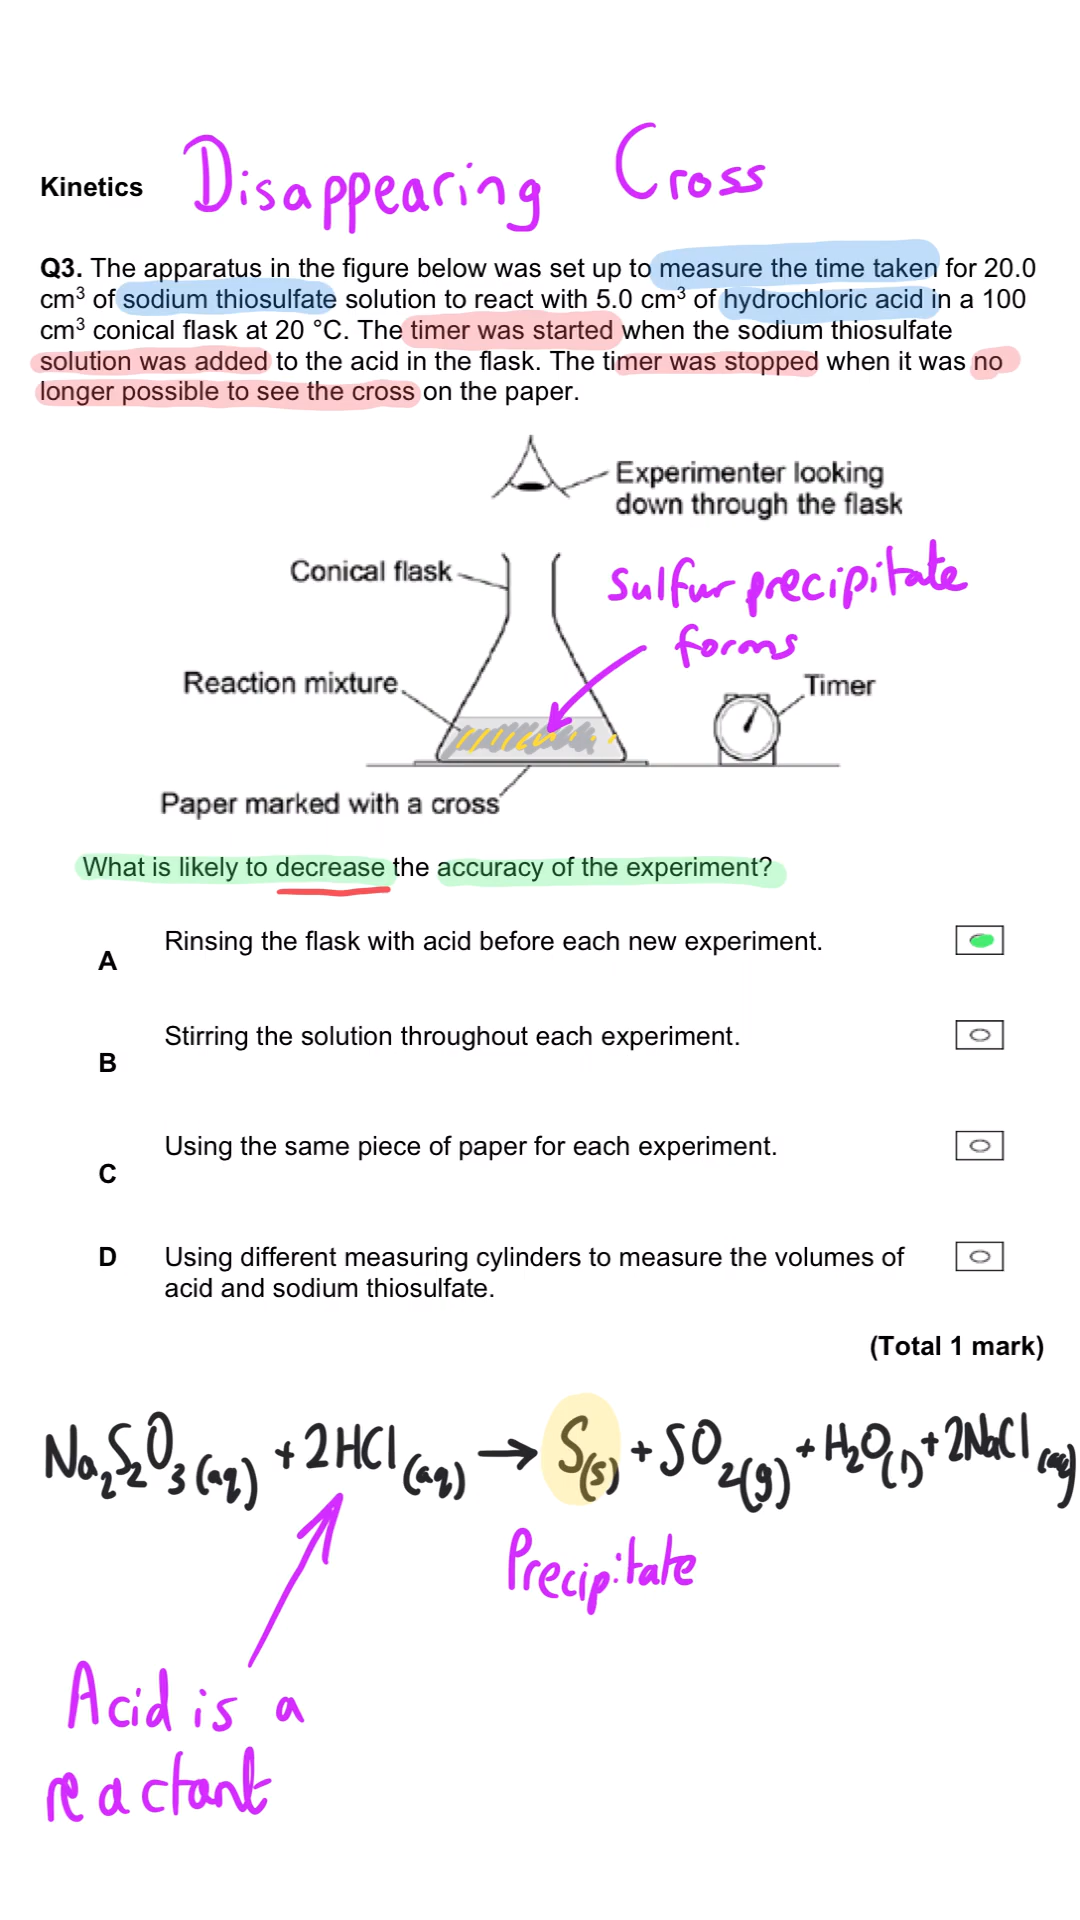 Kinetics Disappearing Cross
Q3. The apparatus in the figure below was set up to measure the time taken for 20.0
cm³ of sodium thiosulfate solution to react with 5.0 cm³ of hydrochloric acid in a 100
cm³ conical flask at 20 °C. The timer was started when the sodium thiosulfate
solution was added to the acid in the flask. The timer was stopped when it was no
longer possible to see the cross on the paper.
Experimenter looking
down through the flask
Conical flask
sulfur precipitate
forms
Reaction mixture
Timer
Paper marked with a cross
What is likely to decrease the accuracy of the experiment?
A Rinsing the flask with acid before each new experiment.
B Stirring the solution throughout each experiment.
C Using the same piece of paper for each experiment.
D Using different measuring cylinders to measure the volumes of
acid and sodium thiosulfate.
(Total 1 mark)
Na₂S₂O₃(aq) + 2HCl(aq) → S(s) + SO₂(g) + H₂O(l) + 2NaCl(aq)
Precipitate
Acid is a
reactant